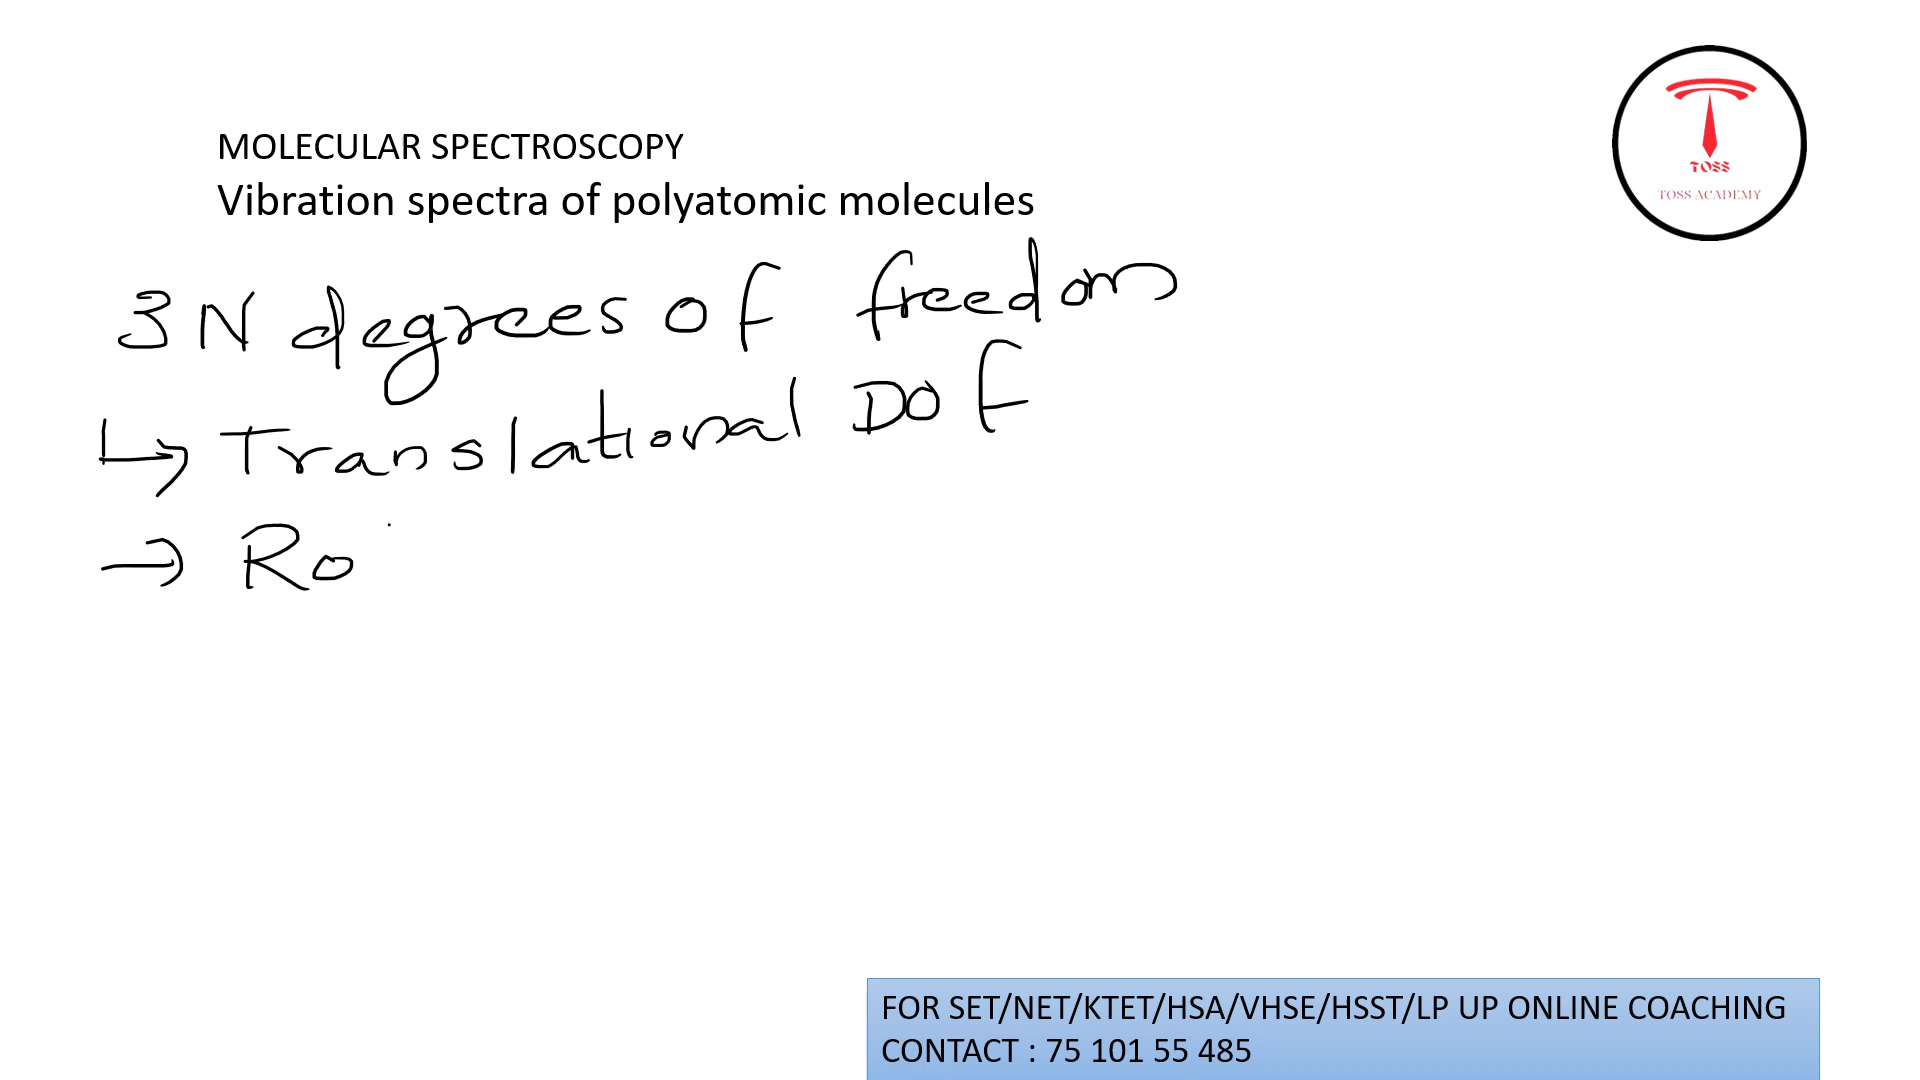 TOSS
TOSS ACADEMY
MOLECULAR SPECTROSCOPY
Vibration spectra of polyatomic molecules
3N degrees of freedom
↳ Translational DOF
→ Ro
FOR SET/NET/KTET/HSA/VHSE/HSST/LP UP ONLINE COACHING
CONTACT : 75 101 55 485